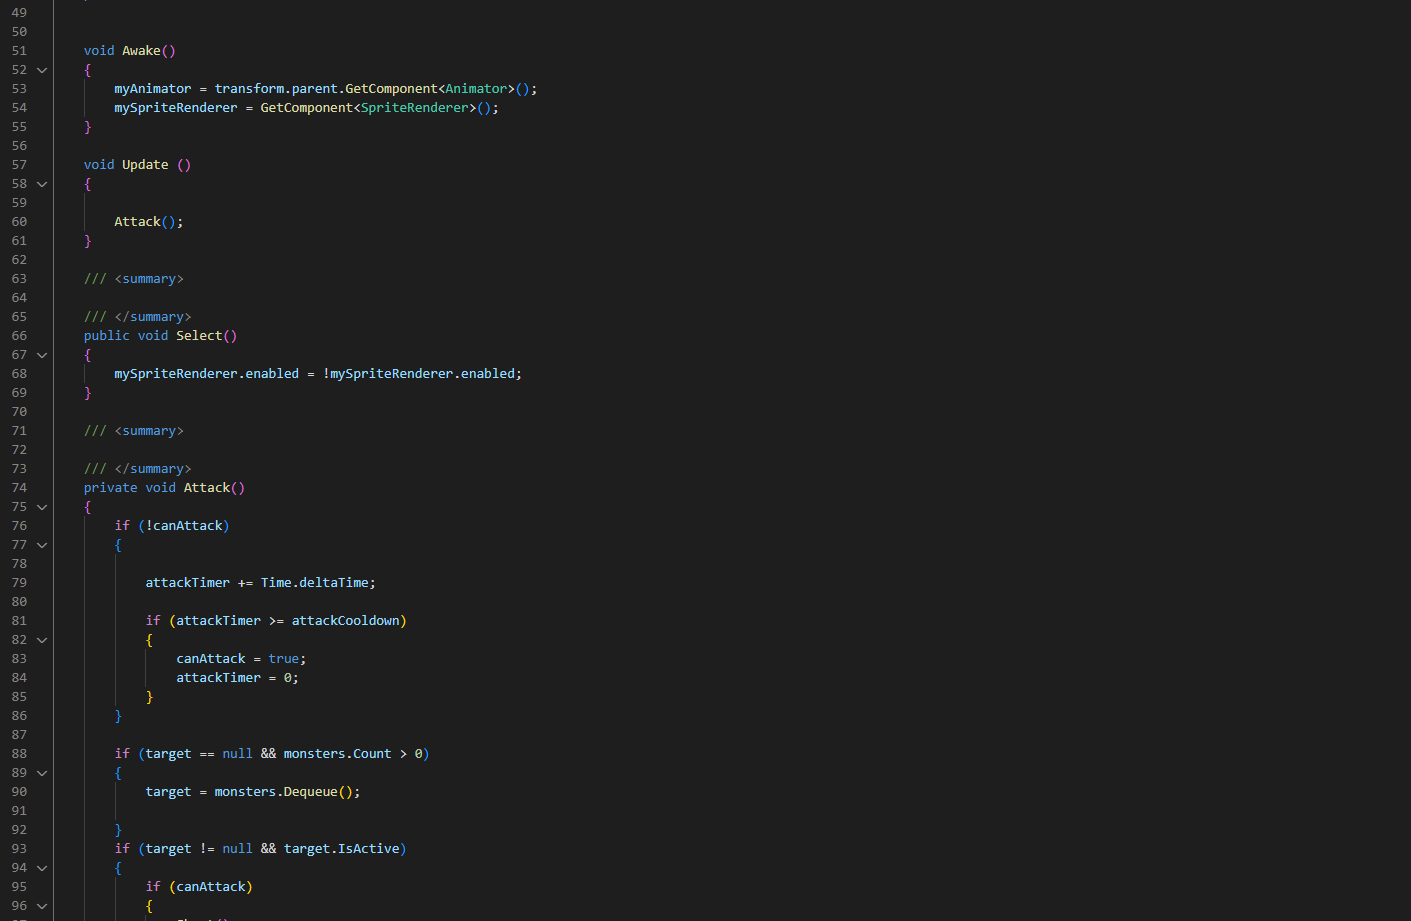 49
50
51 void Awake()
52 {
53 myAnimator = transform.parent.GetComponent<Animator>();
54 mySpriteRenderer = GetComponent<SpriteRenderer>();
55 }
56
57 void Update ()
58 {
59
60 Attack();
61 }
62
63 /// <summary>
64
65 /// </summary>
66 public void Select()
67 {
68 mySpriteRenderer.enabled = !mySpriteRenderer.enabled;
69 }
70
71 /// <summary>
72
73 /// </summary>
74 private void Attack()
75 {
76 if (!canAttack)
77 {
78
79 attackTimer += Time.deltaTime;
80
81 if (attackTimer >= attackCooldown)
82 {
83 canAttack = true;
84 attackTimer = 0;
85 }
86 }
87
88 if (target == null && monsters.Count > 0)
89 {
90 target = monsters.Dequeue();
91
92 }
93 if (target != null && target.IsActive)
94 {
95 if (canAttack)
96 {